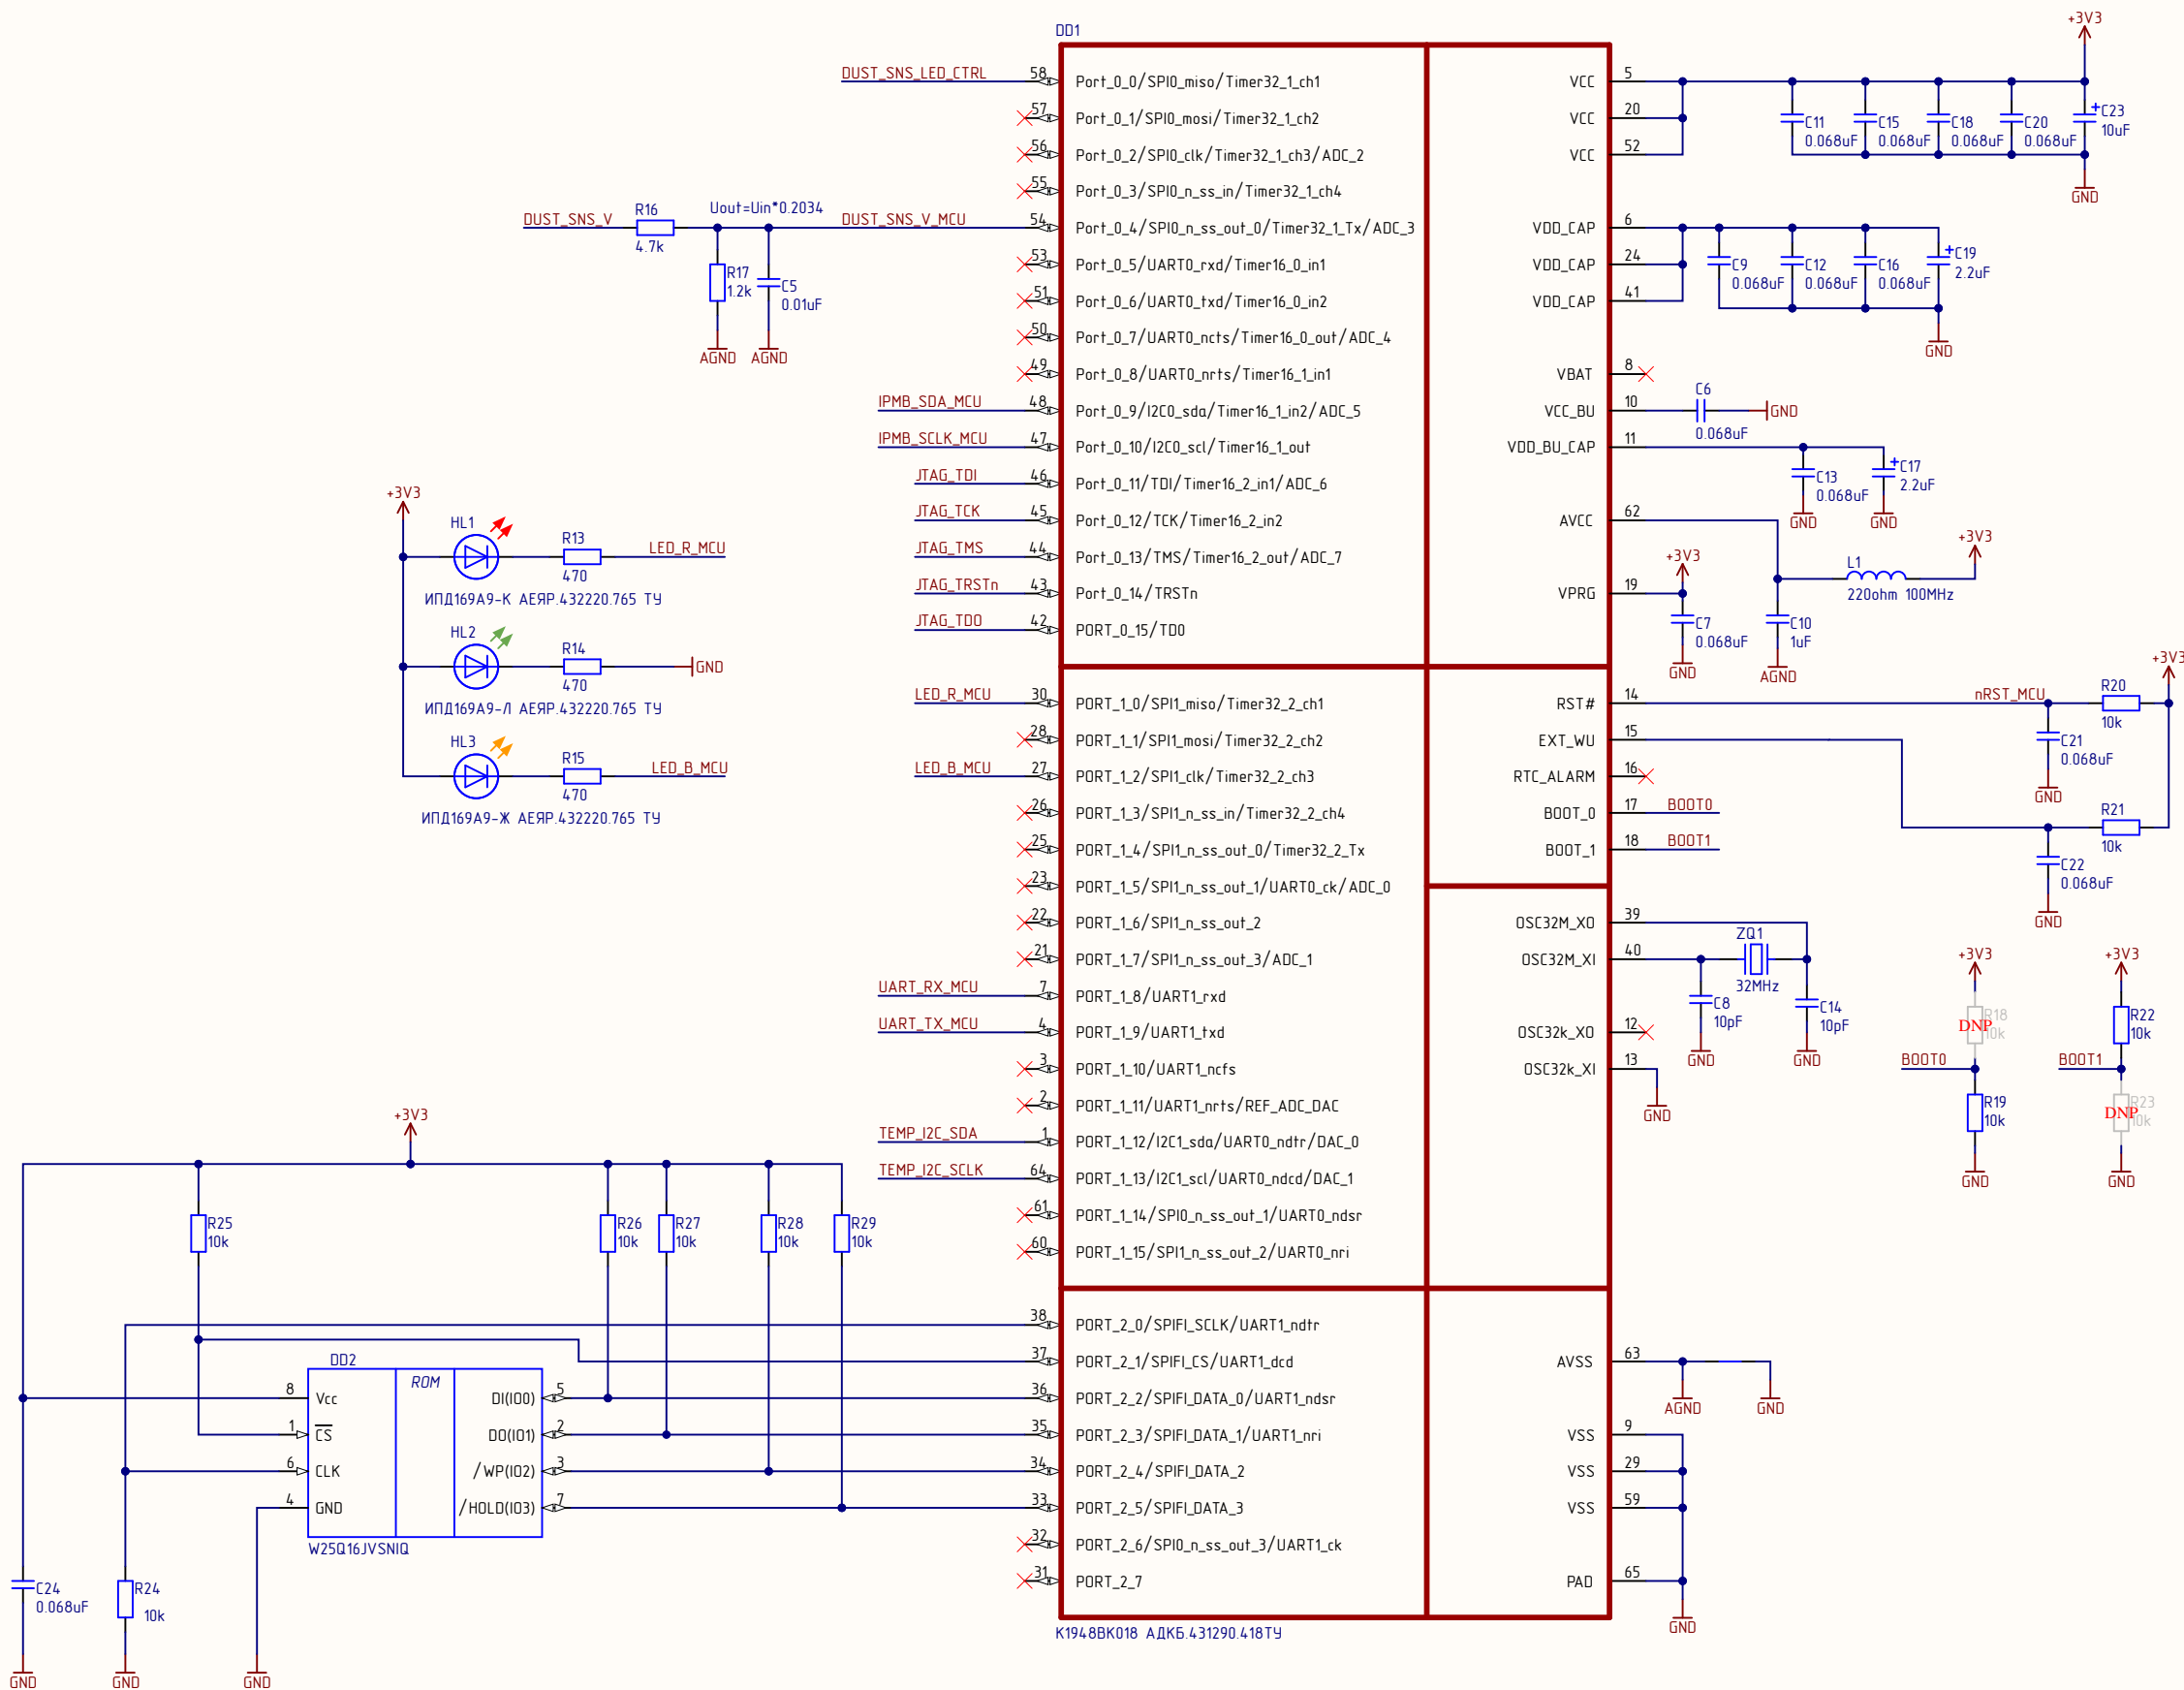 DD1
DUST_SNS_LED_CTRL
58
Port_0_0/SPI0_miso/Timer32_1_ch1
57
Port_0_1/SPI0_mosi/Timer32_1_ch2
56
Port_0_2/SPI0_clk/Timer32_1_ch3/ADC_2
55
Port_0_3/SPI0_n_ss_in/Timer32_1_ch4
DUST_SNS_V
R16
4.7k
Uout=Uin*0.2034
DUST_SNS_V_MCU
54
Port_0_4/SPI0_n_ss_out_0/Timer32_1_Tx/ADC_3
R17
1.2k
C5
0.01uF
AGND
AGND
53
Port_0_5/UART0_rxd/Timer16_0_in1
51
Port_0_6/UART0_txd/Timer16_0_in2
50
Port_0_7/UART0_ncts/Timer16_0_out/ADC_4
49
Port_0_8/UART0_nrts/Timer16_1_in1
IPMB_SDA_MCU
48
Port_0_9/I2C0_sda/Timer16_1_in2/ADC_5
IPMB_SCLK_MCU
47
Port_0_10/I2C0_scl/Timer16_1_out
JTAG_TDI
46
Port_0_11/TDI/Timer16_2_in1/ADC_6
JTAG_TCK
45
Port_0_12/TCK/Timer16_2_in2
JTAG_TMS
44
Port_0_13/TMS/Timer16_2_out/ADC_7
JTAG_TRSTn
43
Port_0_14/TRSTn
JTAG_TDO
42
PORT_0_15/TDO
+3V3
HL1
R13
470
LED_R_MCU
ИПД169А9-К АЕЯР.432220.765 ТУ
HL2
R14
470
GND
ИПД169А9-Л АЕЯР.432220.765 ТУ
HL3
R15
470
LED_B_MCU
ИПД169А9-Ж АЕЯР.432220.765 ТУ
LED_R_MCU
30
PORT_1_0/SPI1_miso/Timer32_2_ch1
28
PORT_1_1/SPI1_mosi/Timer32_2_ch2
LED_B_MCU
27
PORT_1_2/SPI1_clk/Timer32_2_ch3
26
PORT_1_3/SPI1_n_ss_in/Timer32_2_ch4
25
PORT_1_4/SPI1_n_ss_out_0/Timer32_2_Tx
23
PORT_1_5/SPI1_n_ss_out_1/UART0_ck/ADC_0
22
PORT_1_6/SPI1_n_ss_out_2
21
PORT_1_7/SPI1_n_ss_out_3/ADC_1
UART_RX_MCU
7
PORT_1_8/UART1_rxd
UART_TX_MCU
4
PORT_1_9/UART1_txd
3
PORT_1_10/UART1_ncfs
2
PORT_1_11/UART1_nrts/REF_ADC_DAC
TEMP_I2C_SDA
1
PORT_1_12/I2C1_sda/UART0_ndtr/DAC_0
TEMP_I2C_SCLK
64
PORT_1_13/I2C1_scl/UART0_ndcd/DAC_1
61
PORT_1_14/SPI0_n_ss_out_1/UART0_ndsr
60
PORT_1_15/SPI1_n_ss_out_2/UART0_nri
38
PORT_2_0/SPIFI_SCLK/UART1_ndtr
37
PORT_2_1/SPIFI_CS/UART1_dcd
36
PORT_2_2/SPIFI_DATA_0/UART1_ndsr
35
PORT_2_3/SPIFI_DATA_1/UART1_nri
34
PORT_2_4/SPIFI_DATA_2
33
PORT_2_5/SPIFI_DATA_3
32
PORT_2_6/SPI0_n_ss_out_3/UART1_ck
31
PORT_2_7
К1948ВК018 АДКБ.431290.418ТУ
+3V3
R25
10k
R26
10k
R27
10k
R28
10k
R29
10k
DD2
ROM
8
Vcc
1
CS
6
CLK
4
GND
DI(IO0)
5
DO(IO1)
2
/WP(IO2)
3
/HOLD(IO3)
7
W25Q16JVSNIQ
C24
0.068uF
R24
10k
GND
GND
GND
VCC
5
VCC
20
VCC
52
+3V3
C11
0.068uF
C15
0.068uF
C18
0.068uF
C20
0.068uF
+
C23
10uF
GND
VDD_CAP
6
VDD_CAP
24
VDD_CAP
41
C9
0.068uF
C12
0.068uF
C16
0.068uF
+
C19
2.2uF
GND
VBAT
8
VCC_BU
10
C6
0.068uF
GND
VDD_BU_CAP
11
C13
0.068uF
GND
+
C17
2.2uF
GND
AVCC
62
VPRG
19
+3V3
C7
0.068uF
GND
L1
220ohm 100MHz
+3V3
C10
1uF
AGND
RST#
14
nRST_MCU
R20
10k
+3V3
C21
0.068uF
GND
EXT_WU
15
R21
10k
C22
0.068uF
GND
RTC_ALARM
16
BOOT_0
17
BOOT0
BOOT_1
18
BOOT1
OSC32M_XO
39
OSC32M_XI
40
ZQ1
32MHz
C8
10pF
GND
C14
10pF
GND
OSC32k_XO
12
OSC32k_XI
13
GND
+3V3
R18
10k
DNP
BOOT0
R19
10k
GND
+3V3
R22
10k
BOOT1
R23
10k
DNP
GND
AVSS
63
AGND
GND
VSS
9
VSS
29
VSS
59
PAD
65
GND